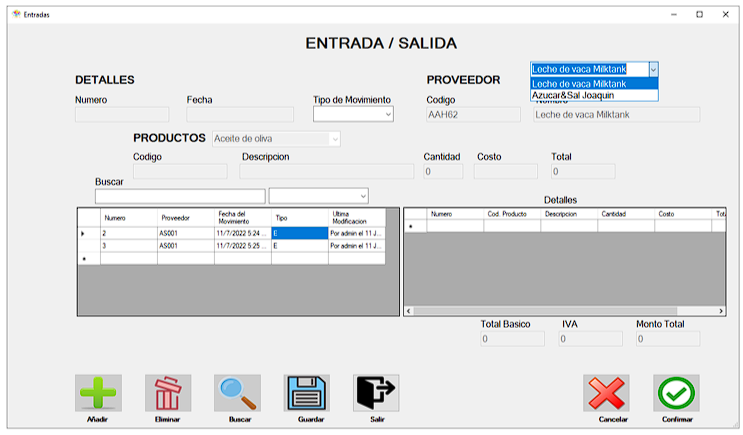 Entradas
ENTRADA / SALIDA
DETALLES
PROVEEDOR
Leche de vaca Milktank
Leche de vaca Milktank
Azucar&Sal Joaquin
Numero
Fecha
Tipo de Movimiento
Codigo
AAH62
Leche de vaca Milktank
PRODUCTOS
Aceite de oliva
Codigo
Descripcion
Cantidad
Costo
Total
0
0
Buscar
Detalles
Numero
Proveedor
Fecha del Movimiento
Tipo
Ultima Modificacion
2
AS001
11/7/2022 5:24 ...
E
Por admin el 11 J...
3
AS001
11/7/2022 5:25 ...
E
Por admin el 11 J...
Numero
Cod. Producto
Descripcion
Cantidad
Costo
Tota
Total Basico
IVA
Monto Total
0
0
0
Añadir
Eliminar
Buscar
Guardar
Salir
Cancelar
Confirmar